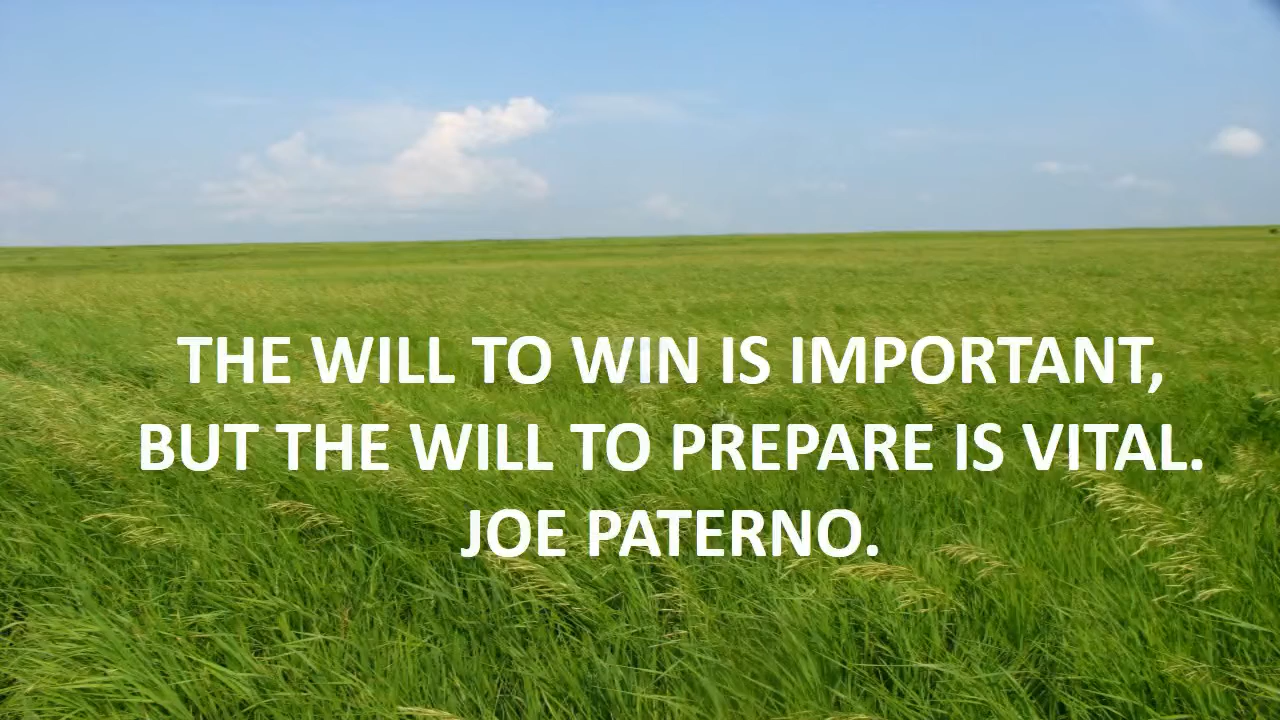 THE WILL TO WIN IS IMPORTANT,
BUT THE WILL TO PREPARE IS VITAL.
JOE PATERNO.